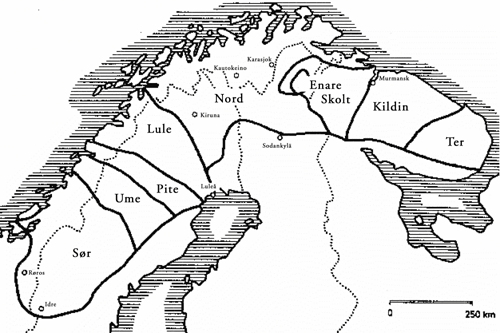 Karasjok
Kautokeino
Murmansk
Nord
Enare
Skolt
Kildin
Kiruna
Lule
Ter
Sodankylä
Pite
Luleå
Ume
Sør
Røros
Idre
0 250 km